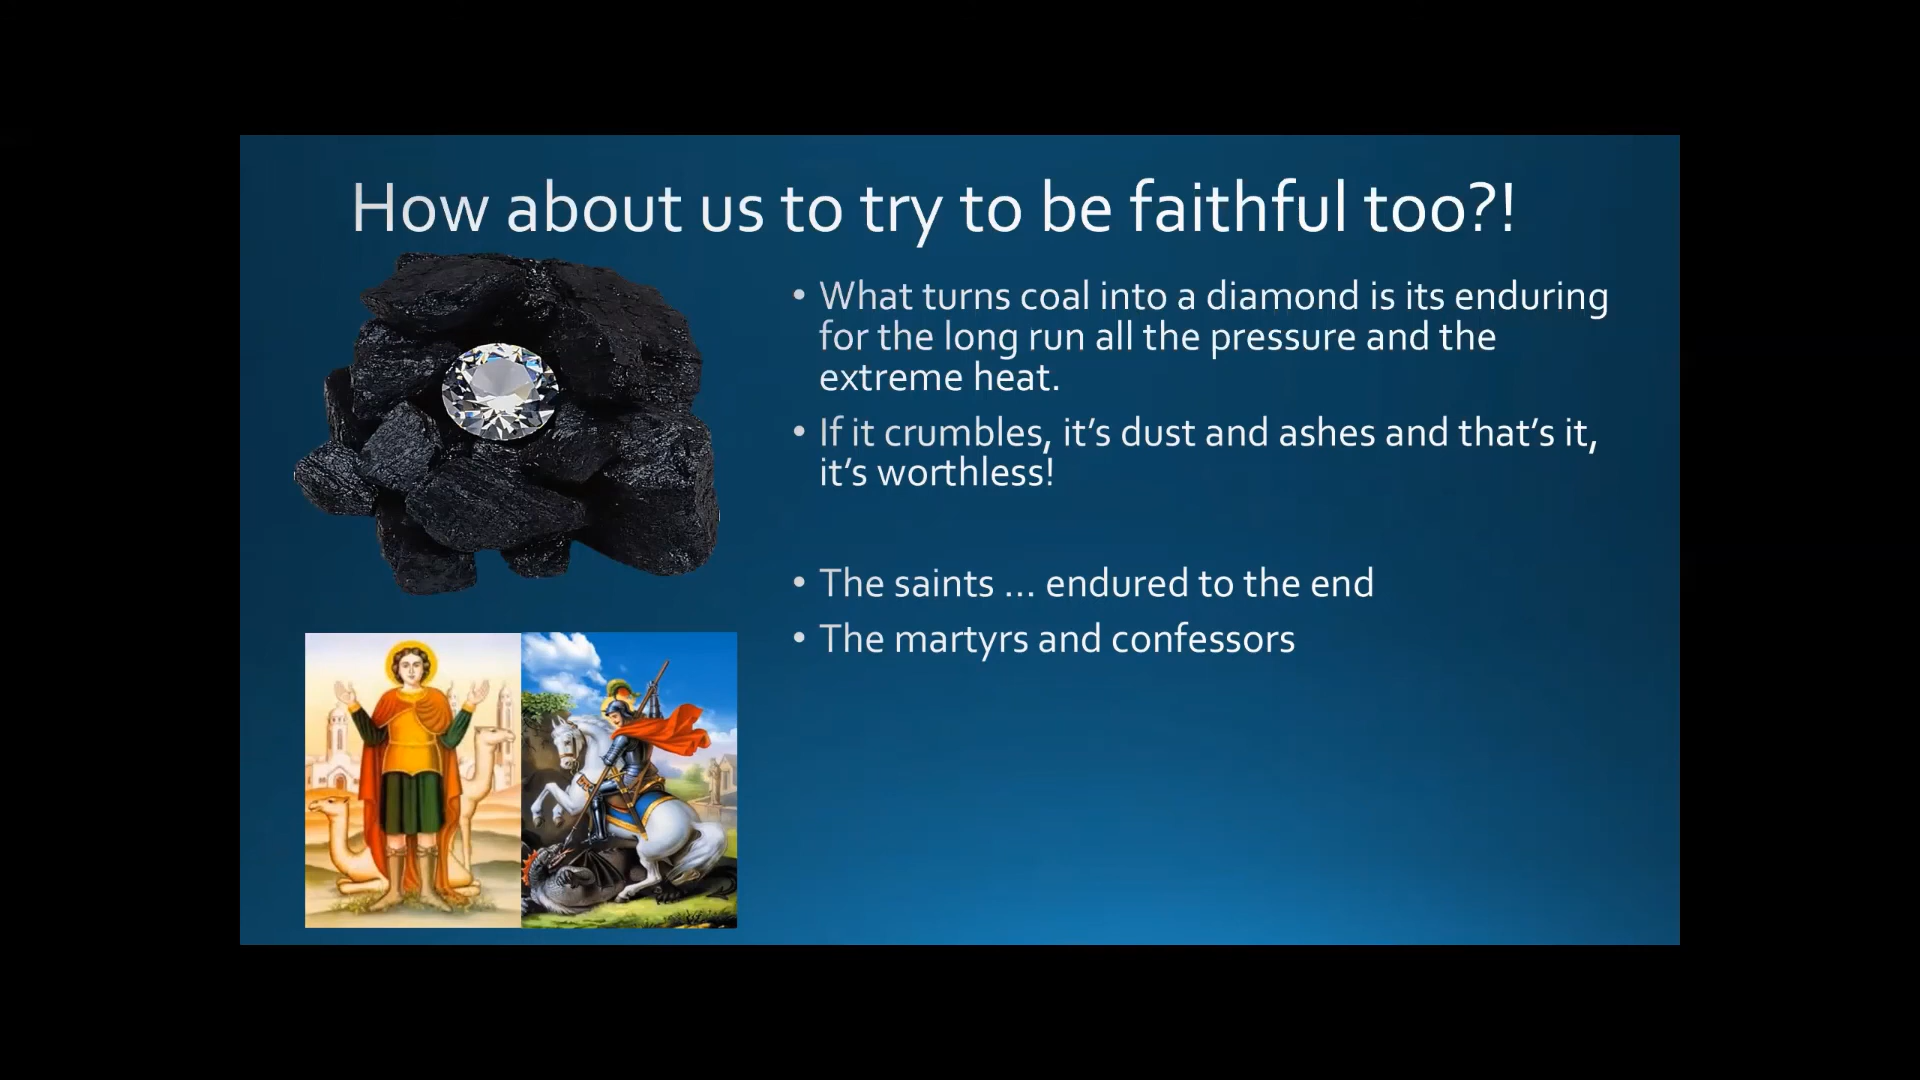 How about us to try to be faithful too?!
• What turns coal into a diamond is its enduring
for the long run all the pressure and the
extreme heat.
• If it crumbles, it’s dust and ashes and that’s it,
it’s worthless!
• The saints … endured to the end
• The martyrs and confessors